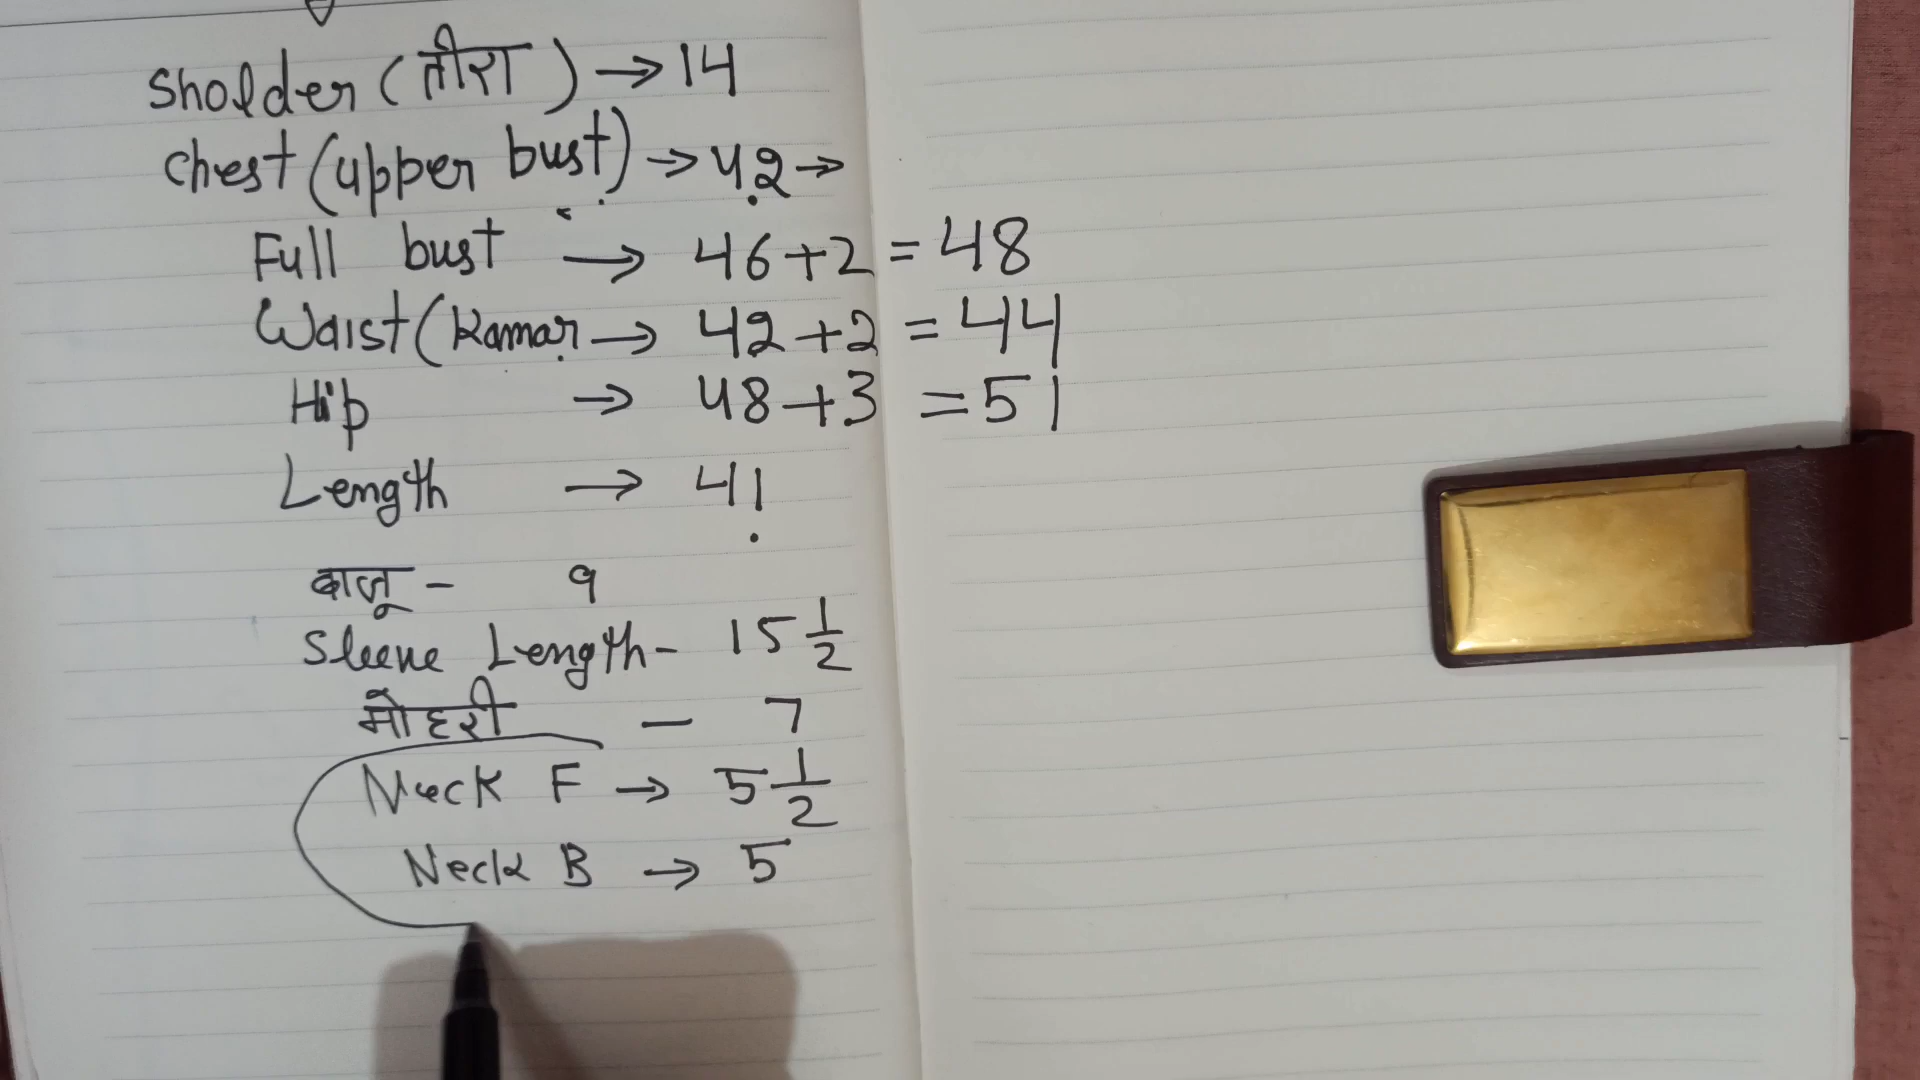 Sholder (तीरा) → 14
Chest (upper bust) → 42 →
Full bust → 46+2 = 48
Waist (Kamar → 42+2 = 44
Hip → 48+3 = 51
Length → 41
बाजू - 9
Sleeve Length - 15 1/2
मोहरी - 7
Neck F → 5 1/2
Neck B → 5